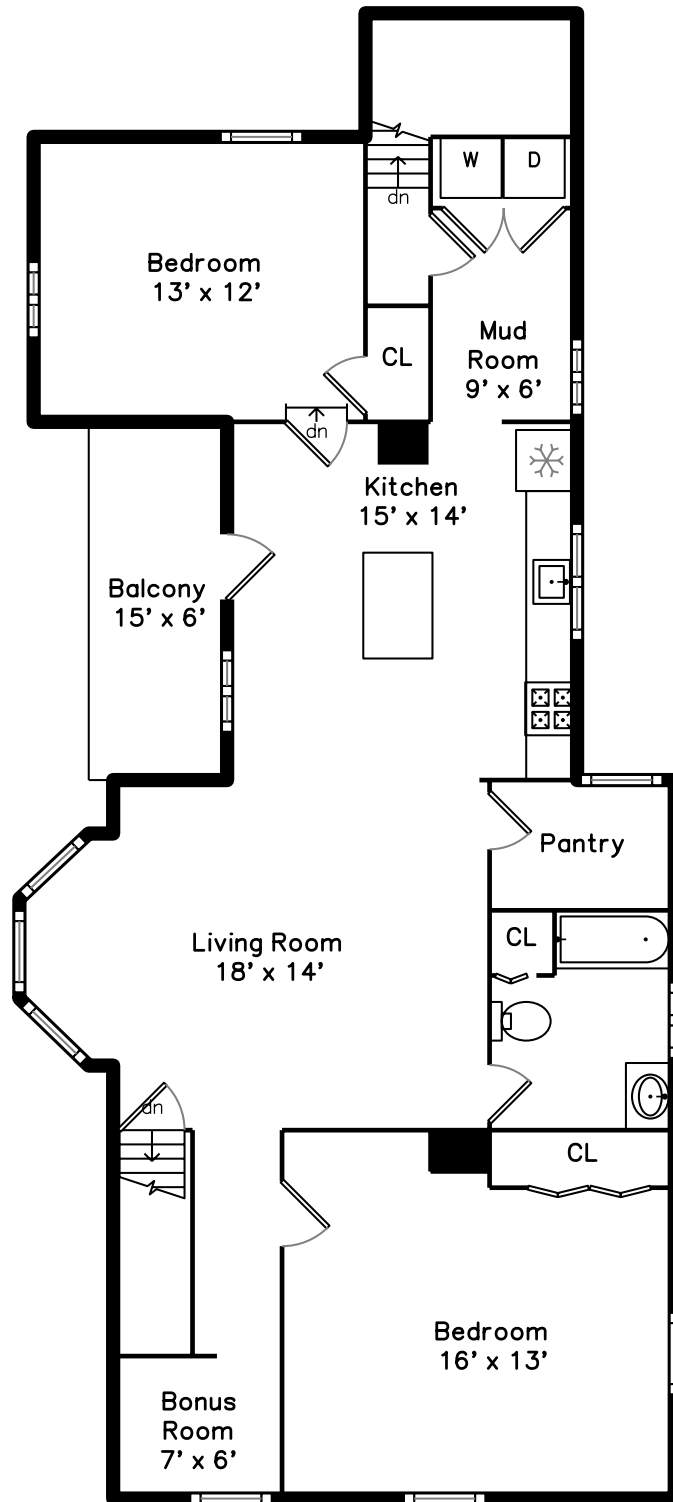 W
D
dn
Bedroom
13' x 12'
Mud
Room
9' x 6'
CL
dn
Kitchen
15' x 14'
Balcony
15' x 6'
Pantry
CL
Living Room
18' x 14'
dn
CL
Bedroom
16' x 13'
Bonus
Room
7' x 6'